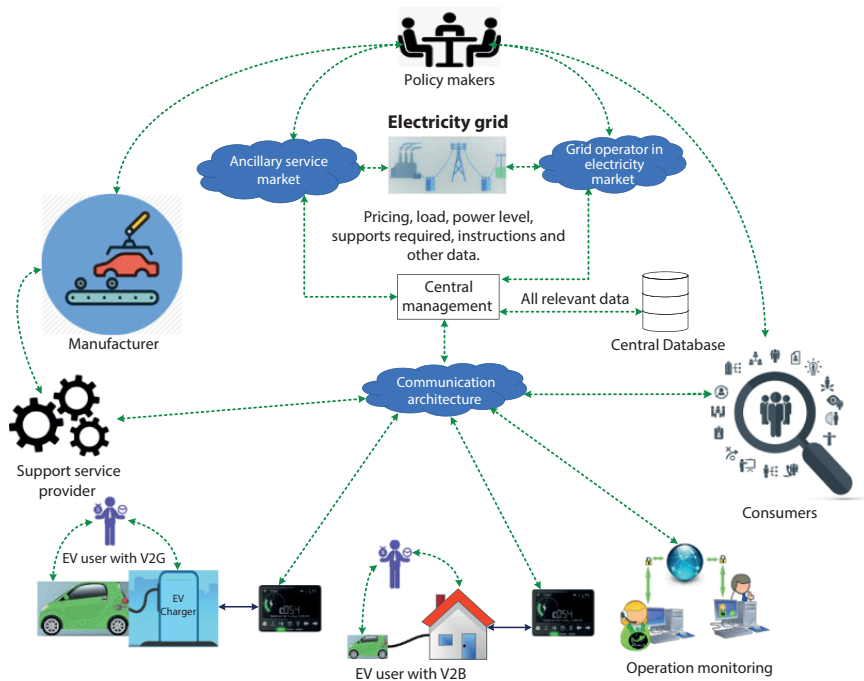 Policy makers
Electricity grid
Ancillary service
market
Grid operator in
electricity
market
Pricing, load, power level,
supports required, instructions and
other data.
Central
management
All relevant data
Manufacturer
Central Database
Communication
architecture
Support service
provider
Consumers
EV user with V2G
EV
Charger
EV user with V2B
Operation monitoring